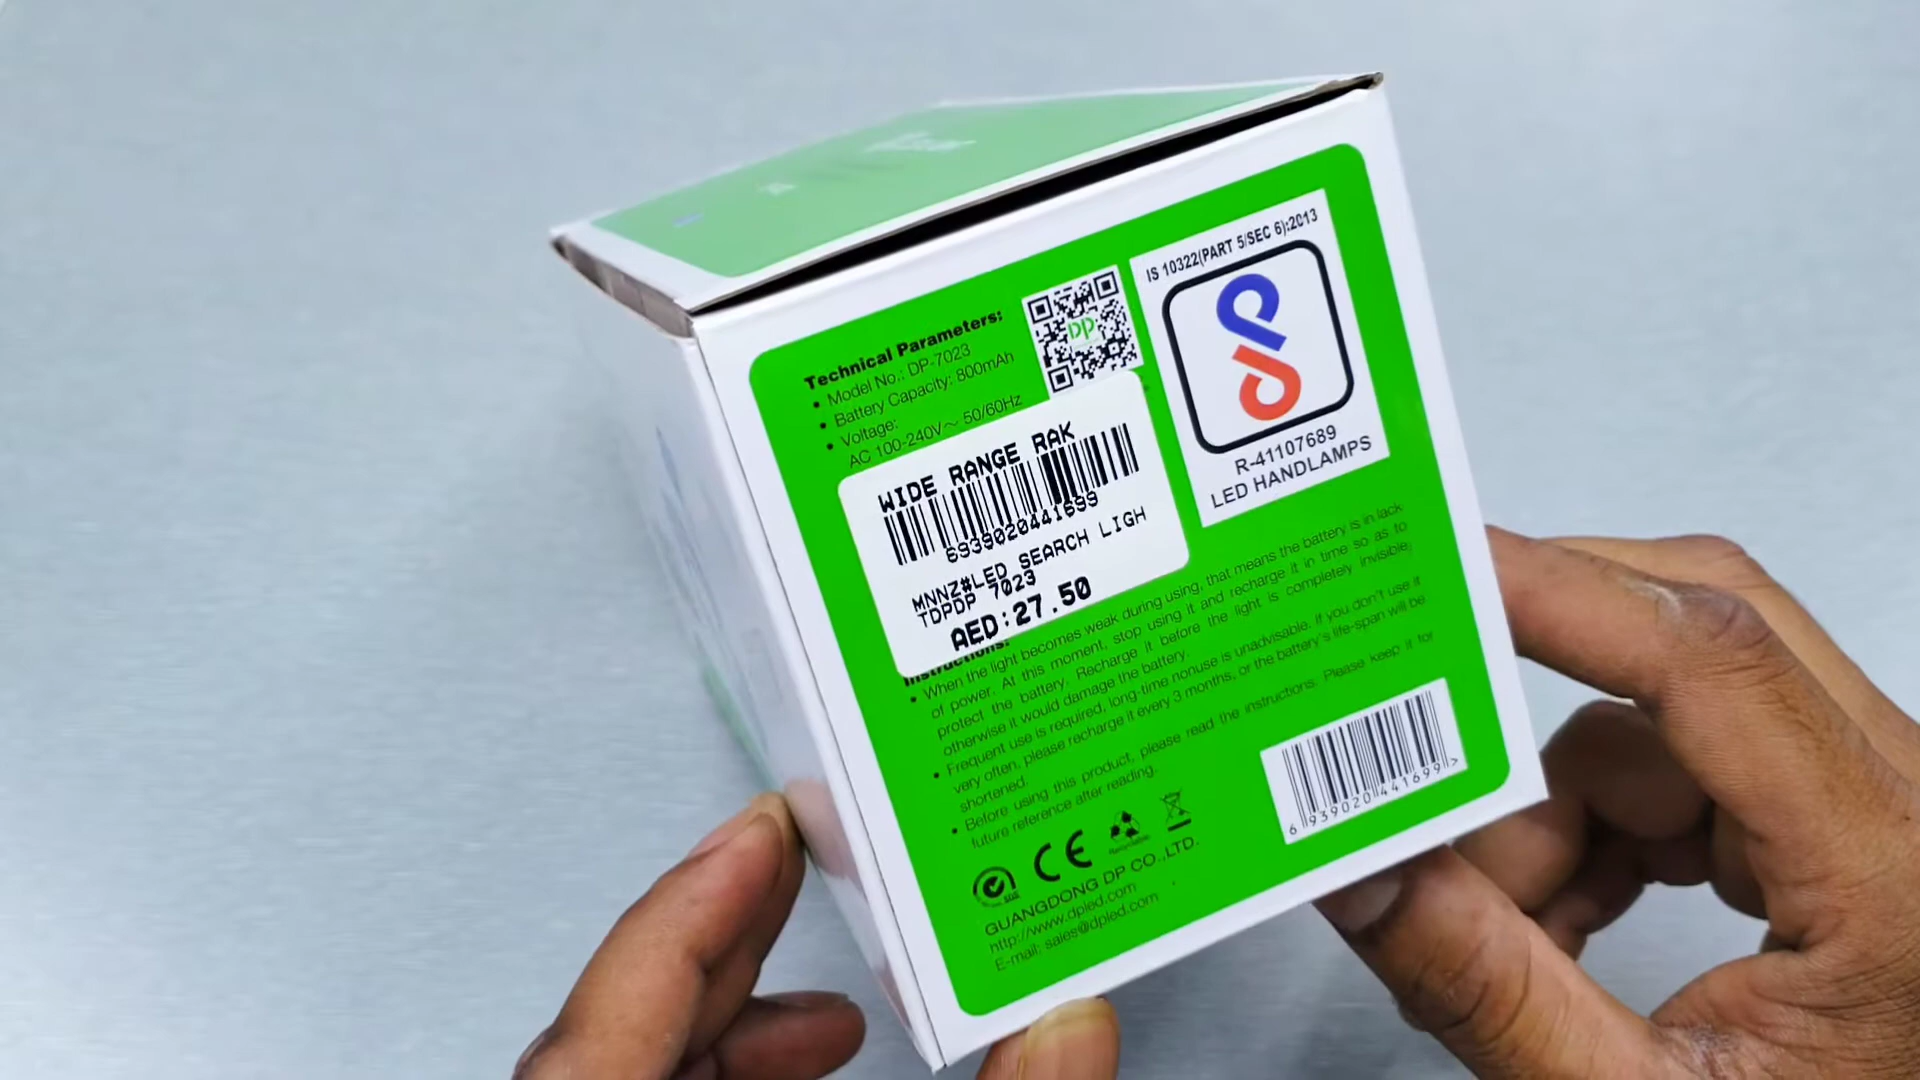 Technical Parameters:
• Model No.: DP-7023
• Battery Capacity: 800mAh
• Voltage:
AC 100-240V～ 50/60Hz
DP
IS 10322(PART 5/SEC 6):2013
R-41107689
LED HANDLAMPS
WIDE RANGE RAK
6939020441699
MNNZ#LED SEARCH LIGH
TDPDP 7023
AED:27.50
Instructions:
• When the light becomes weak during using, that means the battery is in lack
of power. At this moment, stop using it and recharge it in time so as to
protect the battery. Recharge it before the light is completely invisible,
otherwise it would damage the battery.
• Frequent use is required, long-time nonuse is unadvisable. If you don't use it
very often, please recharge it every 3 months, or the battery's life-span will be
shortened.
• Before using this product, please read the instructions. Please keep it for
future reference after reading.
SGS
CE
Recyclable
GUANGDONG DP CO.,LTD.
http://www.dpled.com
E-mail: sales@dpled.com
6 939020 441699 >